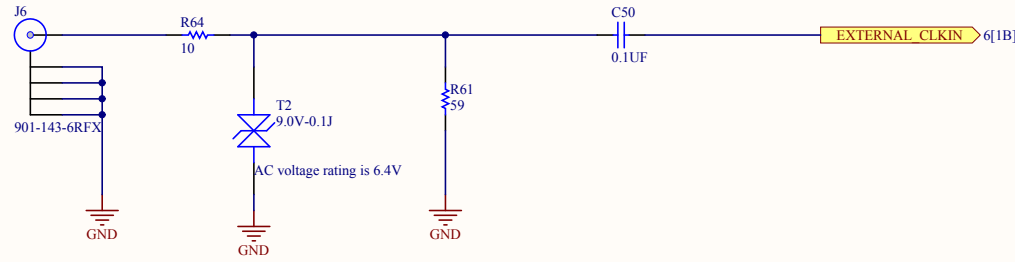 J6
R64
10
C50
0.1UF
EXTERNAL_CLKIN
6[1B]
R61
59
T2
9.0V-0.1J
901-143-6RFX
AC voltage rating is 6.4V
GND
GND
GND